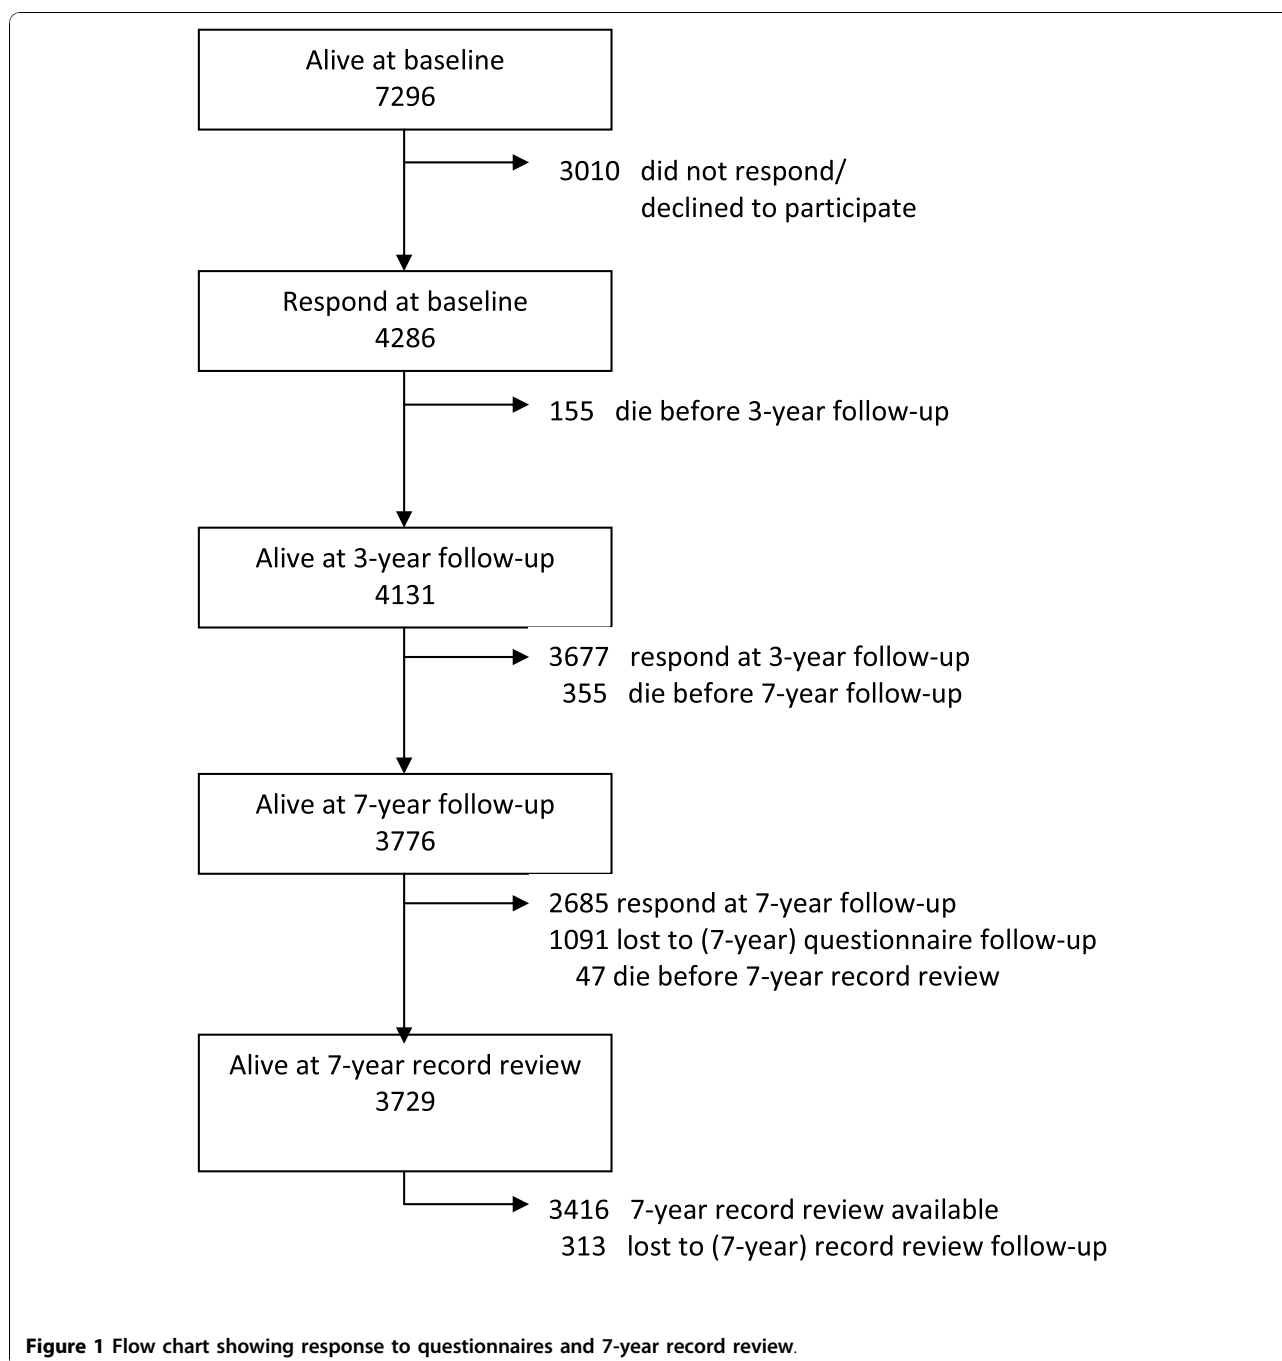 Alive at baseline
7296
3010 did not respond/
declined to participate
Respond at baseline
4286
155 die before 3-year follow-up
Alive at 3-year follow-up
4131
3677 respond at 3-year follow-up
355 die before 7-year follow-up
Alive at 7-year follow-up
3776
2685 respond at 7-year follow-up
1091 lost to (7-year) questionnaire follow-up
47 die before 7-year record review
Alive at 7-year record review
3729
3416 7-year record review available
313 lost to (7-year) record review follow-up
Figure 1 Flow chart showing response to questionnaires and 7-year record review.